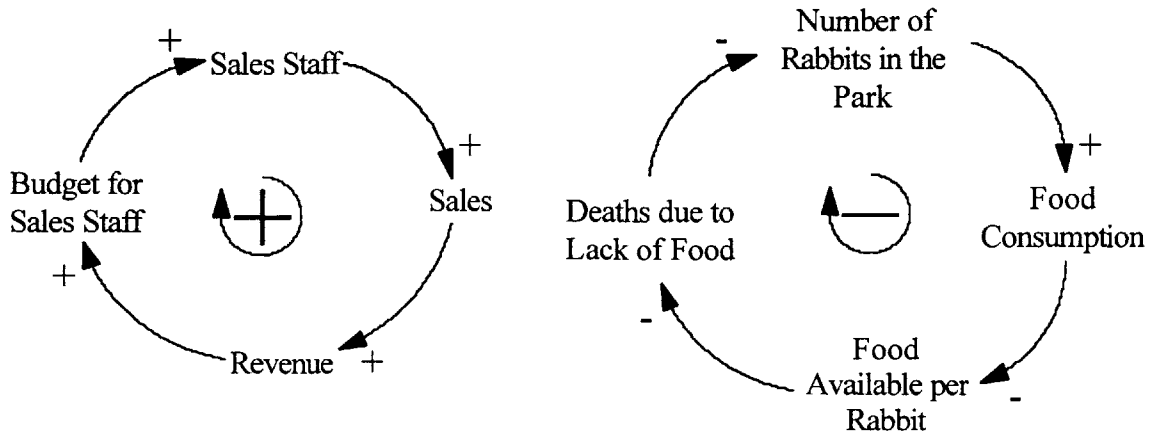 +
Sales Staff
+
Sales
+
Revenue
+
Budget for
Sales Staff
+
-
Number of
Rabbits in the
Park
+
Food
Consumption
-
Food
Available per
Rabbit
-
Deaths due to
Lack of Food
-